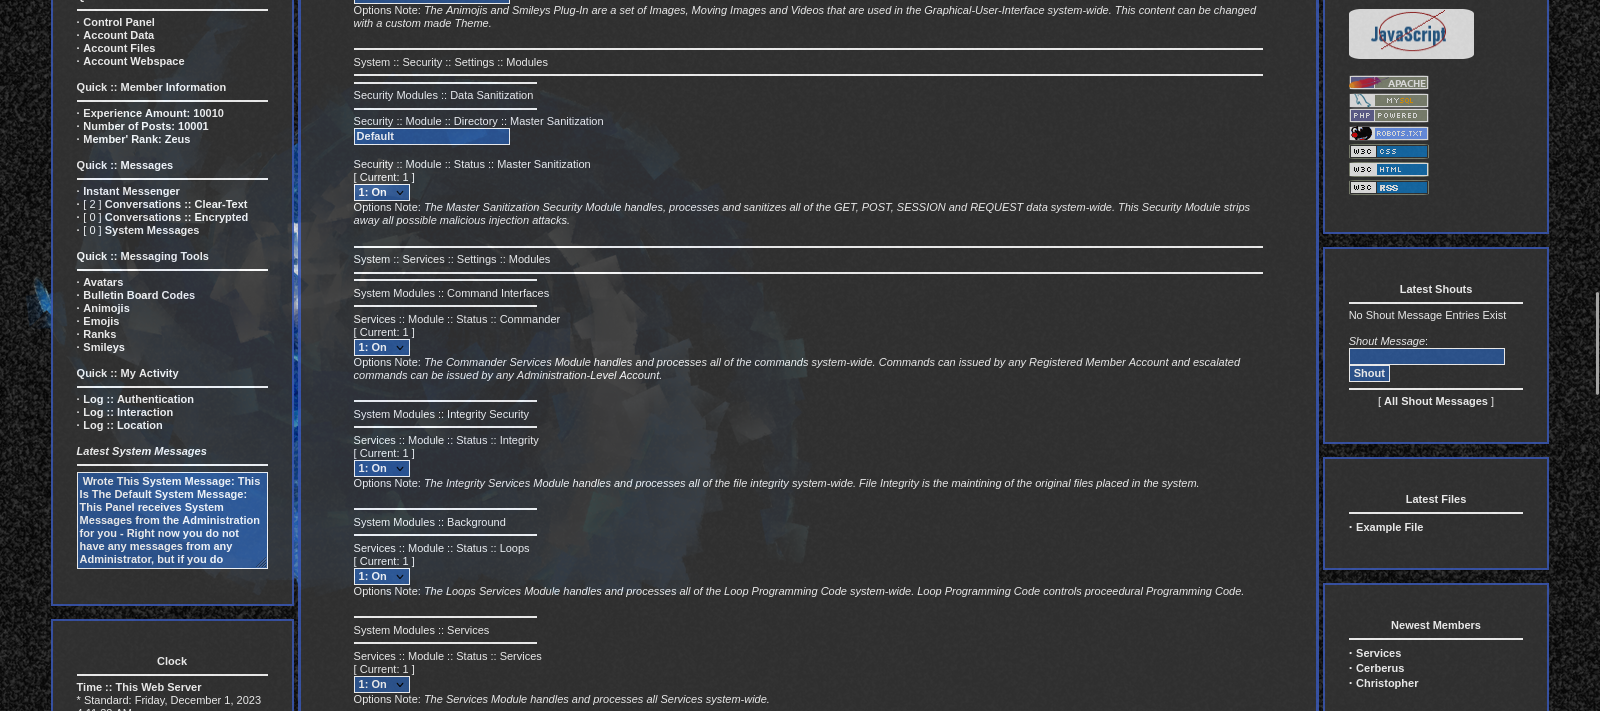 · Control Panel
· Account Data
· Account Files
· Account Webspace
Quick :: Member Information
· Experience Amount: 10010
· Number of Posts: 10001
· Member' Rank: Zeus
Quick :: Messages
· Instant Messenger
· [ 2 ] Conversations :: Clear-Text
· [ 0 ] Conversations :: Encrypted
· [ 0 ] System Messages
Quick :: Messaging Tools
· Avatars
· Bulletin Board Codes
· Animojis
· Emojis
· Ranks
· Smileys
Quick :: My Activity
· Log :: Authentication
· Log :: Interaction
· Log :: Location
Latest System Messages
Wrote This System Message: This
Is The Default System Message:
This Panel receives System
Messages from the Administration
for you - Right now you do not
have any messages from any
Administrator, but if you do
Clock
Time :: This Web Server
* Standard: Friday, December 1, 2023
Options Note: The Animojis and Smileys Plug-In are a set of Images, Moving Images and Videos that are used in the Graphical-User-Interface system-wide. This content can be changed
with a custom made Theme.
System :: Security :: Settings :: Modules
Security Modules :: Data Sanitization
Security :: Module :: Directory :: Master Sanitization
Default
Security :: Module :: Status :: Master Sanitization
[ Current: 1 ]
1: On
Options Note: The Master Sanitization Security Module handles, processes and sanitizes all of the GET, POST, SESSION and REQUEST data system-wide. This Security Module strips
away all possible malicious injection attacks.
System :: Services :: Settings :: Modules
System Modules :: Command Interfaces
Services :: Module :: Status :: Commander
[ Current: 1 ]
1: On
Options Note: The Commander Services Module handles and processes all of the commands system-wide. Commands can issued by any Registered Member Account and escalated
commands can be issued by any Administration-Level Account.
System Modules :: Integrity Security
Services :: Module :: Status :: Integrity
[ Current: 1 ]
1: On
Options Note: The Integrity Services Module handles and processes all of the file integrity system-wide. File Integrity is the maintining of the original files placed in the system.
System Modules :: Background
Services :: Module :: Status :: Loops
[ Current: 1 ]
1: On
Options Note: The Loops Services Module handles and processes all of the Loop Programming Code system-wide. Loop Programming Code controls proceedural Programming Code.
System Modules :: Services
Services :: Module :: Status :: Services
[ Current: 1 ]
1: On
Options Note: The Services Module handles and processes all Services system-wide.
JavaScript
APACHE
MYSQL
PHP POWERED
ROBOTS.TXT
W3C CSS
W3C HTML
W3C RSS
Latest Shouts
No Shout Message Entries Exist
Shout Message:
Shout
[ All Shout Messages ]
Latest Files
· Example File
Newest Members
· Services
· Cerberus
· Christopher